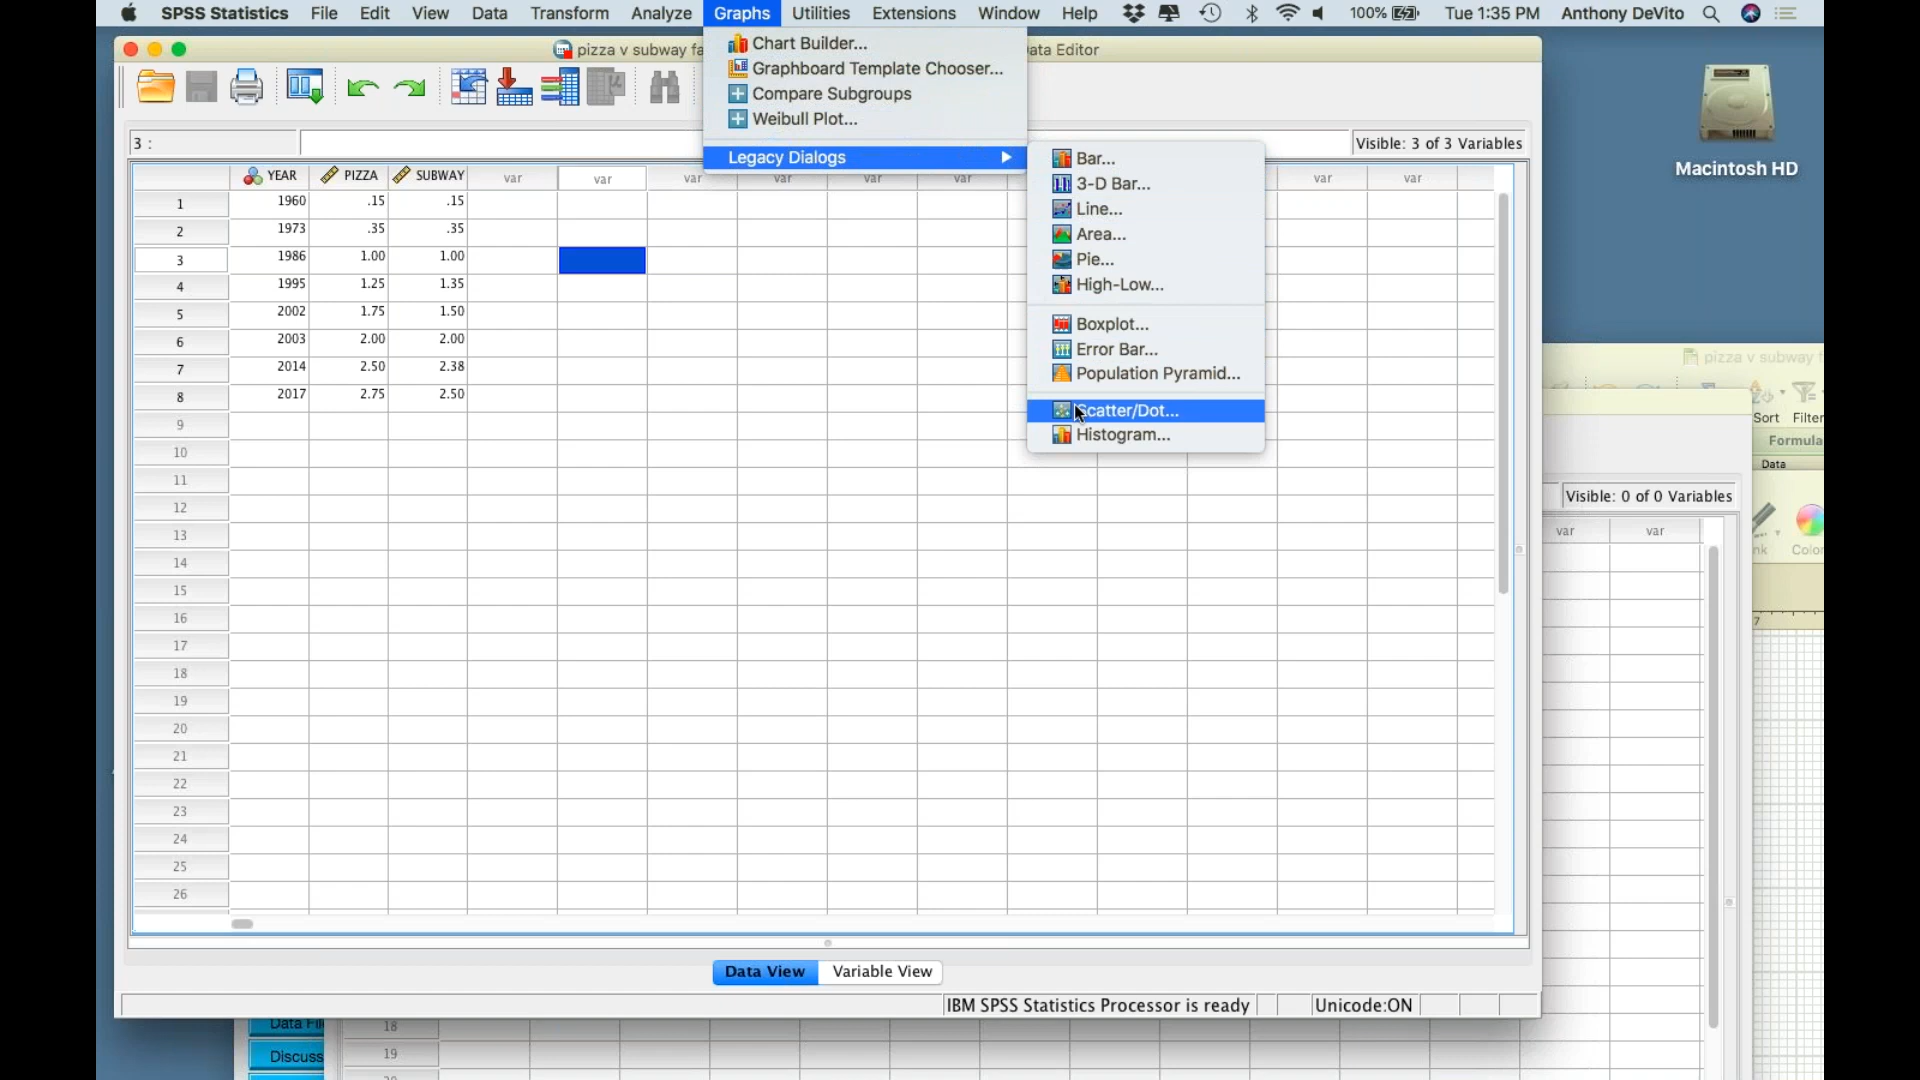 SPSS Statistics File Edit View Data Transform Analyze Graphs Utilities Extensions Window Help 100% Tue 1:35 PM Anthony DeVito
pizza v subway fa
ata Editor
Chart Builder...
Graphboard Template Chooser...
Compare Subgroups
Weibull Plot...
Legacy Dialogs
Macintosh HD
3 :
Visible: 3 of 3 Variables
Bar...
3-D Bar...
Line...
Area...
Pie...
High-Low...
Boxplot...
Error Bar...
Population Pyramid...
Scatter/Dot...
Histogram...
YEAR PIZZA SUBWAY var var var var var var var var
1 1960 .15 .15
2 1973 .35 .35
3 1986 1.00 1.00
4 1995 1.25 1.35
5 2002 1.75 1.50
6 2003 2.00 2.00
7 2014 2.50 2.38
8 2017 2.75 2.50
9
10
11
12
13
14
15
16
17
18
19
20
21
22
23
24
25
26
pizza v subway f
Sort Filter
Formula
Data
Visible: 0 of 0 Variables
var var
nk Color
7
Data View Variable View
IBM SPSS Statistics Processor is ready Unicode:ON
Data Fil
18
Discuss
19